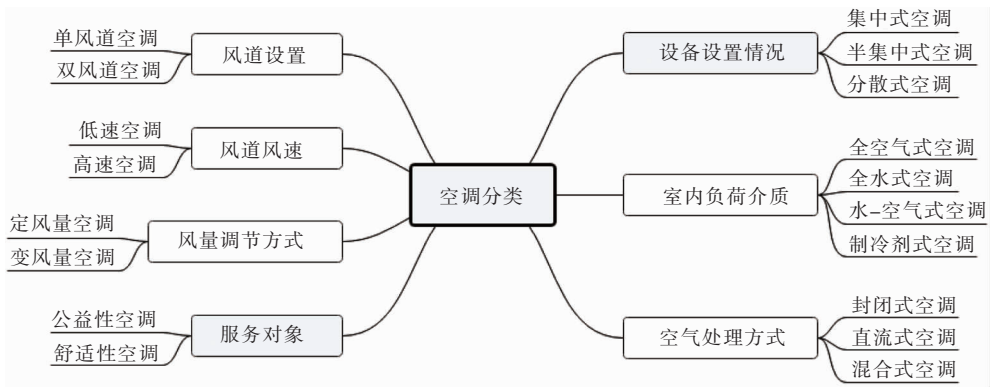 空调分类
风道设置
单风道空调
双风道空调
风道风速
低速空调
高速空调
风量调节方式
定风量空调
变风量空调
服务对象
公益性空调
舒适性空调
设备设置情况
集中式空调
半集中式空调
分散式空调
室内负荷介质
全空气式空调
全水式空调
水-空气式空调
制冷剂式空调
空气处理方式
封闭式空调
直流式空调
混合式空调